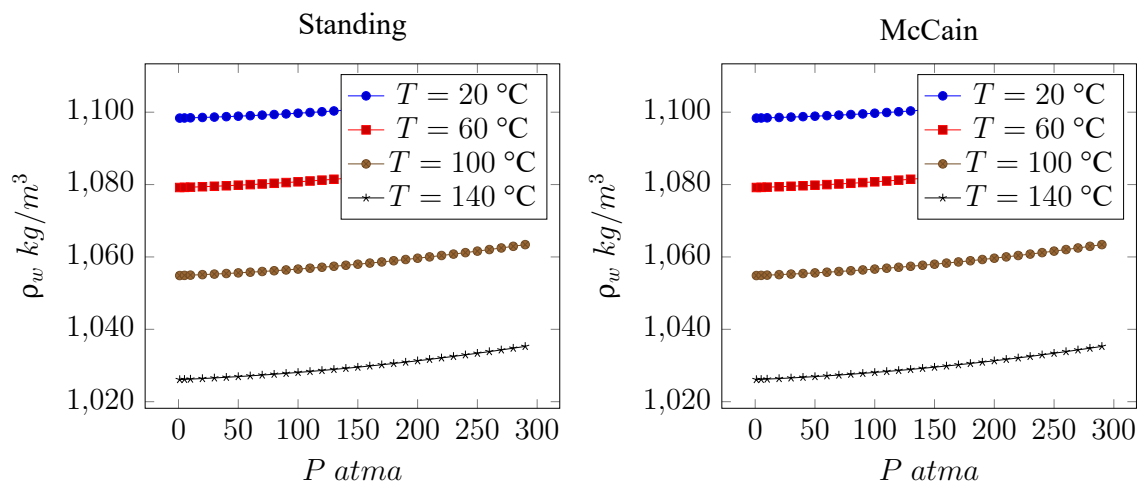 Standing
1,100
1,080
1,060
1,040
1,020
ρw kg/m³
T = 20 °C
T = 60 °C
T = 100 °C
T = 140 °C
0 50 100 150 200 250 300
P atma
McCain
1,100
1,080
1,060
1,040
1,020
ρw kg/m³
T = 20 °C
T = 60 °C
T = 100 °C
T = 140 °C
0 50 100 150 200 250 300
P atma